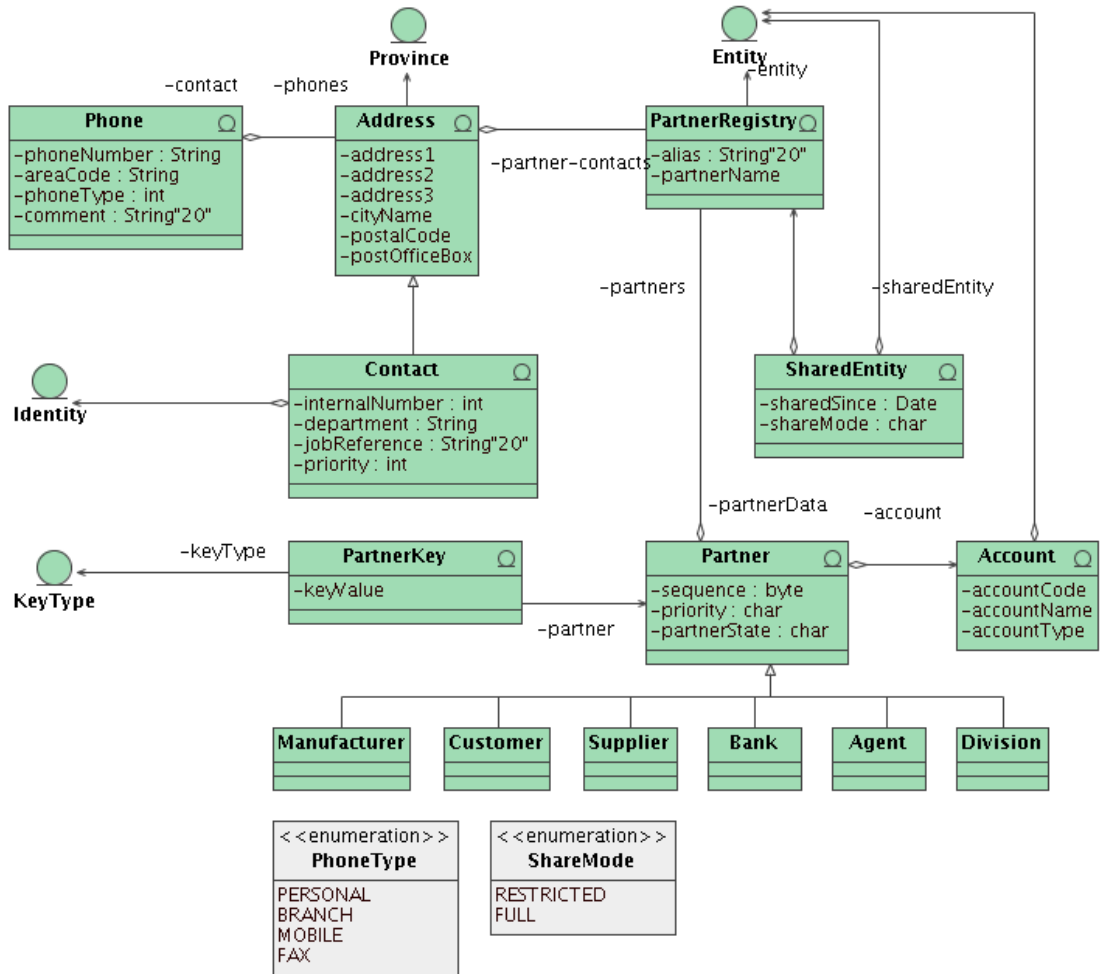 Province
Entity
-entity
-contact
-phones
Phone
-phoneNumber : String
-areaCode : String
-phoneType : int
-comment : String"20"
Address
-address1
-address2
-address3
-cityName
-postalCode
-postOfficeBox
-partner-contacts
PartnerRegistry
-alias : String"20"
-partnerName
-partners
-sharedEntity
Identity
Contact
-internalNumber : int
-department : String
-jobReference : String"20"
-priority : int
SharedEntity
-sharedSince : Date
-shareMode : char
-partnerData
-account
KeyType
-keyType
PartnerKey
-keyValue
-partner
Partner
-sequence : byte
-priority : char
-partnerState : char
Account
-accountCode
-accountName
-accountType
Manufacturer
Customer
Supplier
Bank
Agent
Division
<<enumeration>>
PhoneType
PERSONAL
BRANCH
MOBILE
FAX
<<enumeration>>
ShareMode
RESTRICTED
FULL